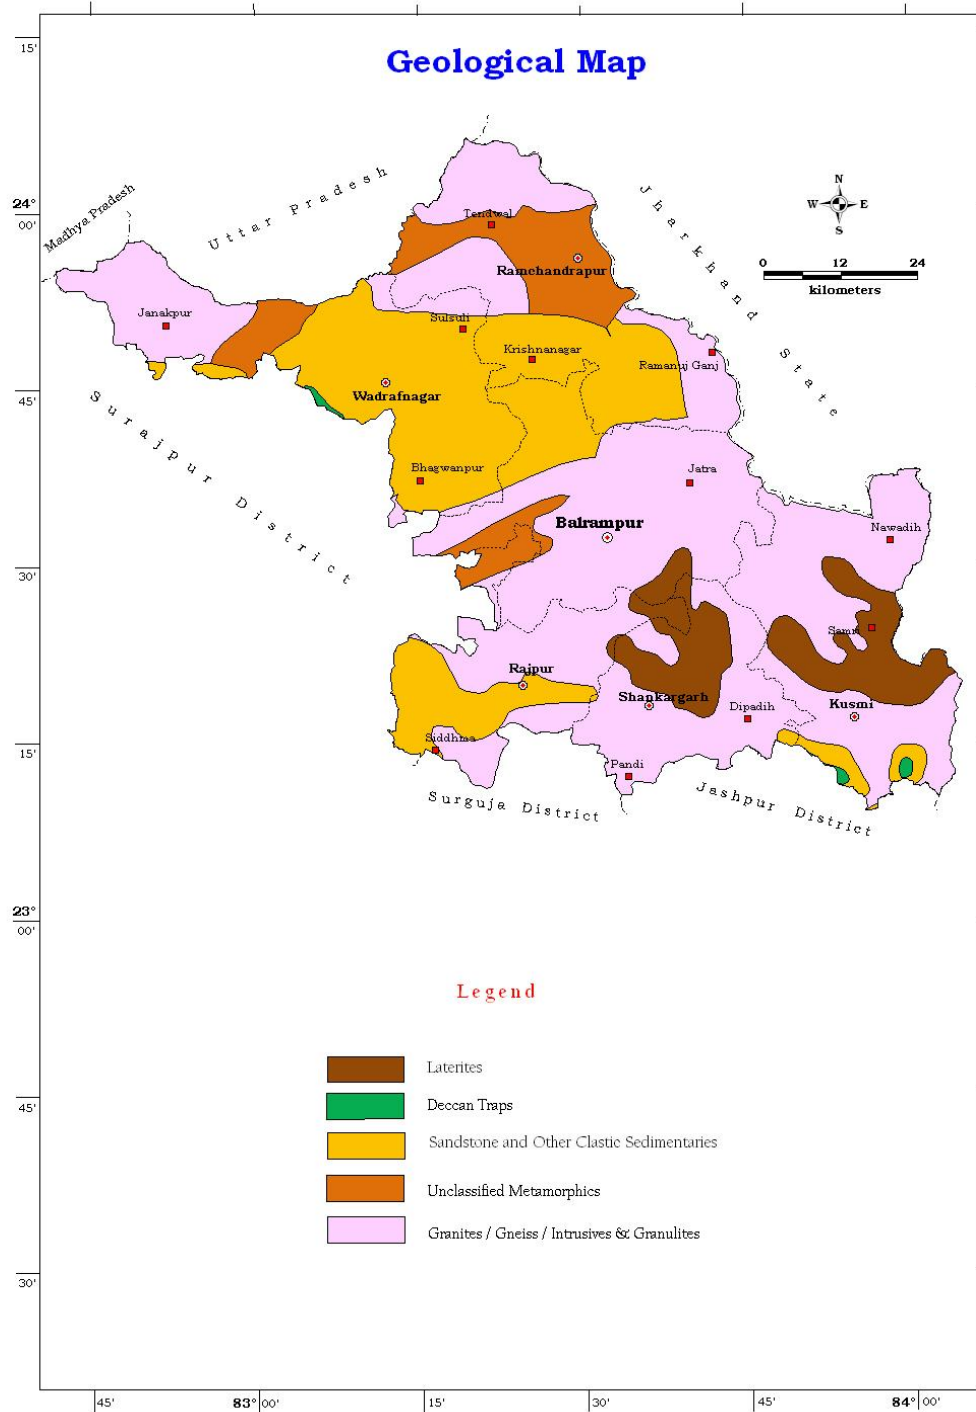 Geological Map
15'
24°
00'
45'
30'
15'
23°
00'
45'
30'
Madhya Pradesh
Uttar Pradesh
Jharkhand State
N
W E
S
0 12 24
kilometers
Tendwal
Ramchandrapur
Janakpur
Sulsuli
Krishnanagar
Ramanuj Ganj
Wadrafnagar
Surajpur District
Bhagwanpur
Jatra
Balrampur
Nawadih
Samri
Rajpur
Shankargarh
Dipadih
Kusmi
Siddhma
Pandi
Surguja District
Jashpur District
Legend
Laterites
Deccan Traps
Sandstone and Other Clastic Sedimentaries
Unclassified Metamorphics
Granites / Gneiss / Intrusives & Granulites
45' 83° 00' 15' 30' 45' 84° 00'